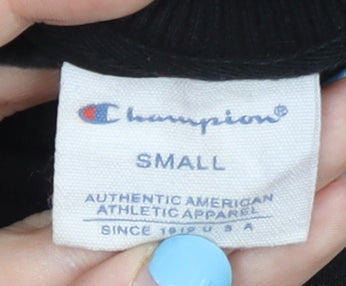 Champion®
SMALL
AUTHENTIC AMERICAN
ATHLETIC APPAREL
SINCE 1919 U S A